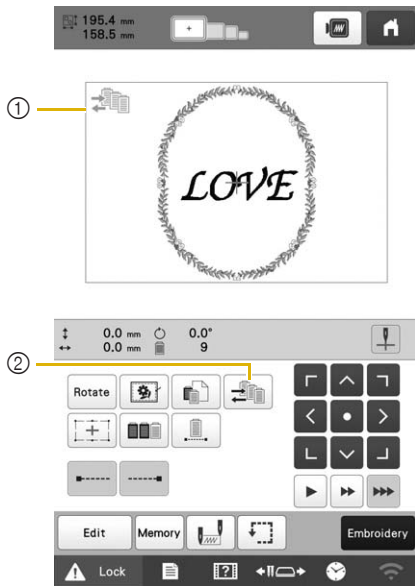 195.4 mm
158.5 mm
①
LOVE
0.0 mm 0.0°
0.0 mm 9
②
Rotate
Edit Memory Embroidery
Lock